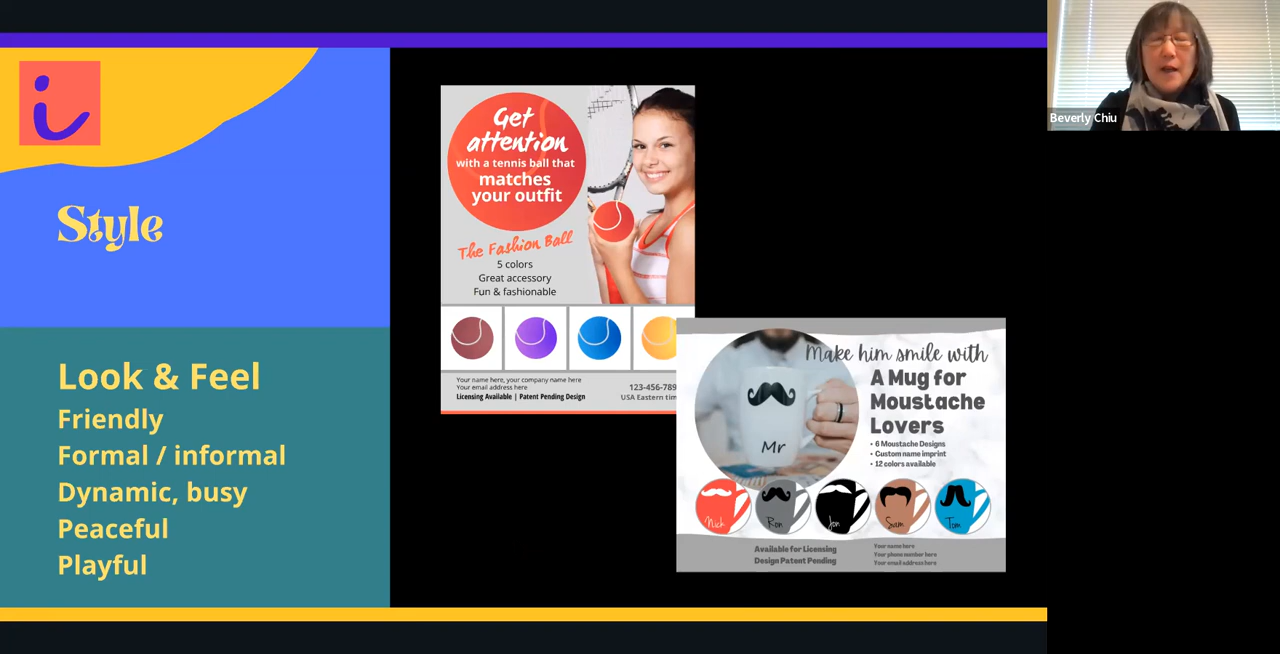 Beverly Chiu
Style
Look & Feel
Friendly
Formal / informal
Dynamic, busy
Peaceful
Playful
Get
attention
with a tennis ball that
matches
your outfit
The Fashion Ball
5 colors
Great accessory
Fun & fashionable
Your name here, your company name here
Your email address here
Licensing Available | Patent Pending Design
123-456-789
USA Eastern tim
Make him smile with
A Mug for
Moustache
Lovers
• 6 Moustache Designs
• Custom name imprint
• 12 colors available
Mr
Nick
Ron
Jon
Sam
Tom
Available for Licensing
Design Patent Pending
Your name here
Your phone number here
Your email address here